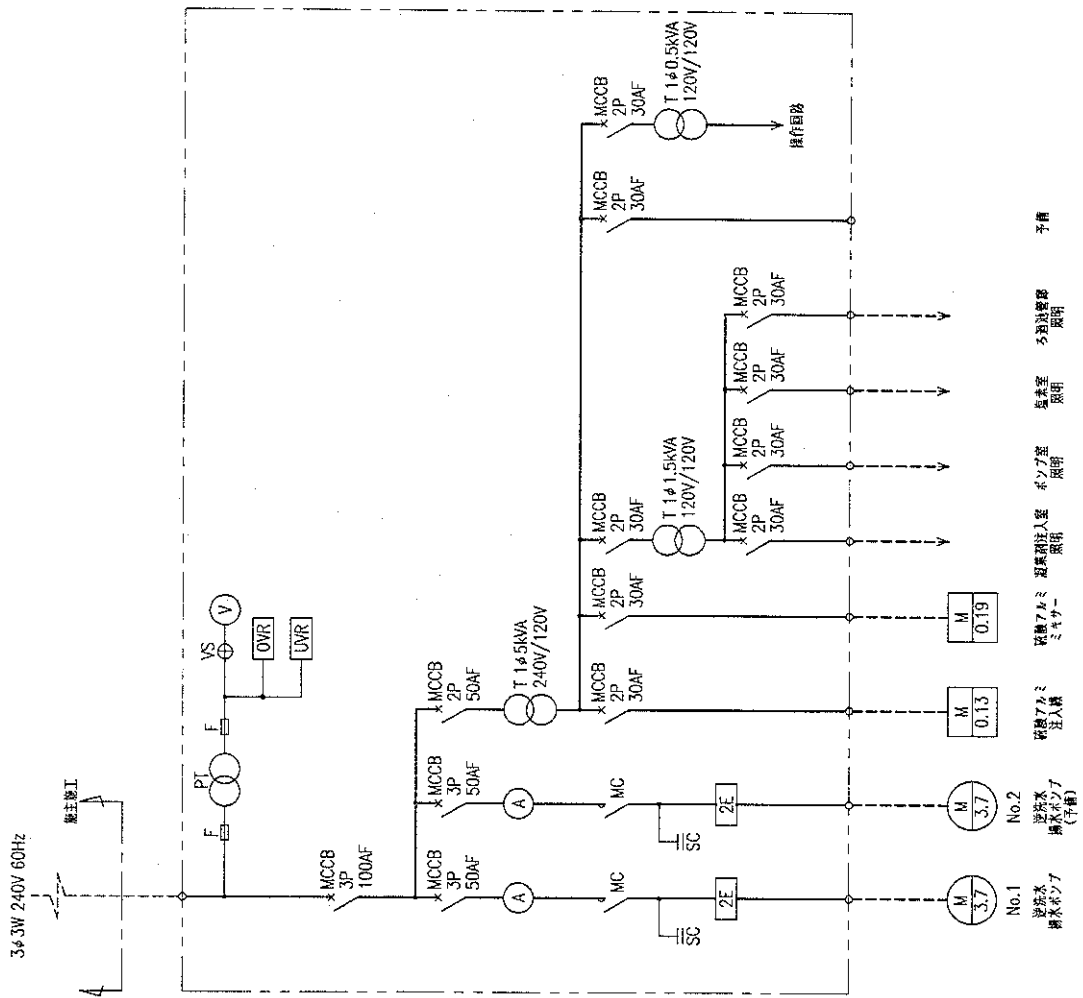 3φ3W 240V 60Hz
施主施工
F
PT
F
VS
V
OVR
UVR
MCCB
3P
100AF
MCCB
3P
50AF
A
MC
SC
2E
MCCB
3P
50AF
A
MC
SC
2E
MCCB
2P
50AF
T 1φ5kVA
240V/120V
MCCB
2P
30AF
MCCB
2P
30AF
MCCB
2P
30AF
T 1φ1.5kVA
120V/120V
MCCB
2P
30AF
MCCB
2P
30AF
MCCB
2P
30AF
MCCB
2P
30AF
MCCB
2P
30AF
MCCB
2P
30AF
T 1φ0.5kVA
120V/120V
操作回路
M
3.7
No.1
逆洗水
揚水ポンプ
M
3.7
No.2
逆洗水
揚水ポンプ
(予備)
M
0.13
硫酸アルミ
注入機
M
0.19
硫酸アルミ
ミキサー
凝集剤注入室
照明
ポンプ室
照明
塩素室
照明
ろ過池管廊
照明
予備